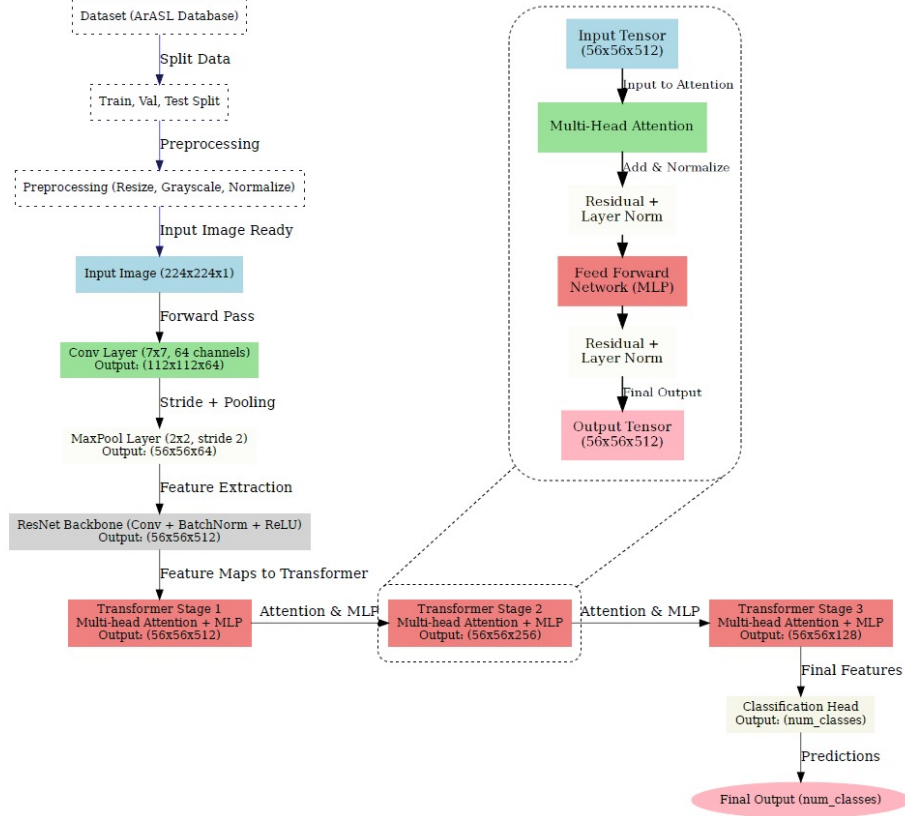 Dataset (ArASL Database)
Split Data
Train, Val, Test Split
Preprocessing
Preprocessing (Resize, Grayscale, Normalize)
Input Image Ready
Input Image (224x224x1)
Forward Pass
Conv Layer (7x7, 64 channels)
Output: (112x112x64)
Stride + Pooling
MaxPool Layer (2x2, stride 2)
Output: (56x56x64)
Feature Extraction
ResNet Backbone (Conv + BatchNorm + ReLU)
Output: (56x56x512)
Feature Maps to Transformer
Transformer Stage 1
Multi-head Attention + MLP
Output: (56x56x512)
Attention & MLP
Transformer Stage 2
Multi-head Attention + MLP
Output: (56x56x256)
Attention & MLP
Transformer Stage 3
Multi-head Attention + MLP
Output: (56x56x128)
Final Features
Classification Head
Output: (num_classes)
Predictions
Final Output (num_classes)
Input Tensor
(56x56x512)
Input to Attention
Multi-Head Attention
Add & Normalize
Residual +
Layer Norm
Feed Forward
Network (MLP)
Residual +
Layer Norm
Final Output
Output Tensor
(56x56x512)